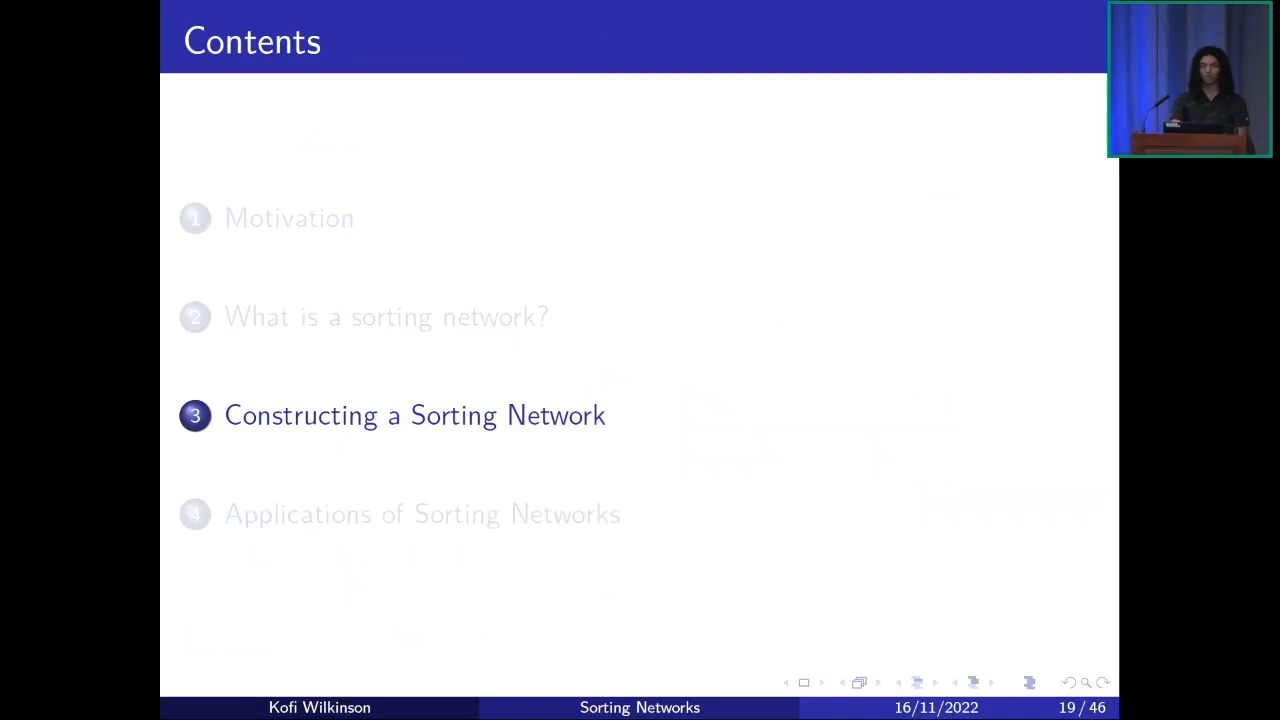 Contents
1 Motivation
2 What is a sorting network?
3 Constructing a Sorting Network
4 Applications of Sorting Networks
Kofi Wilkinson Sorting Networks 16/11/2022 19 / 46